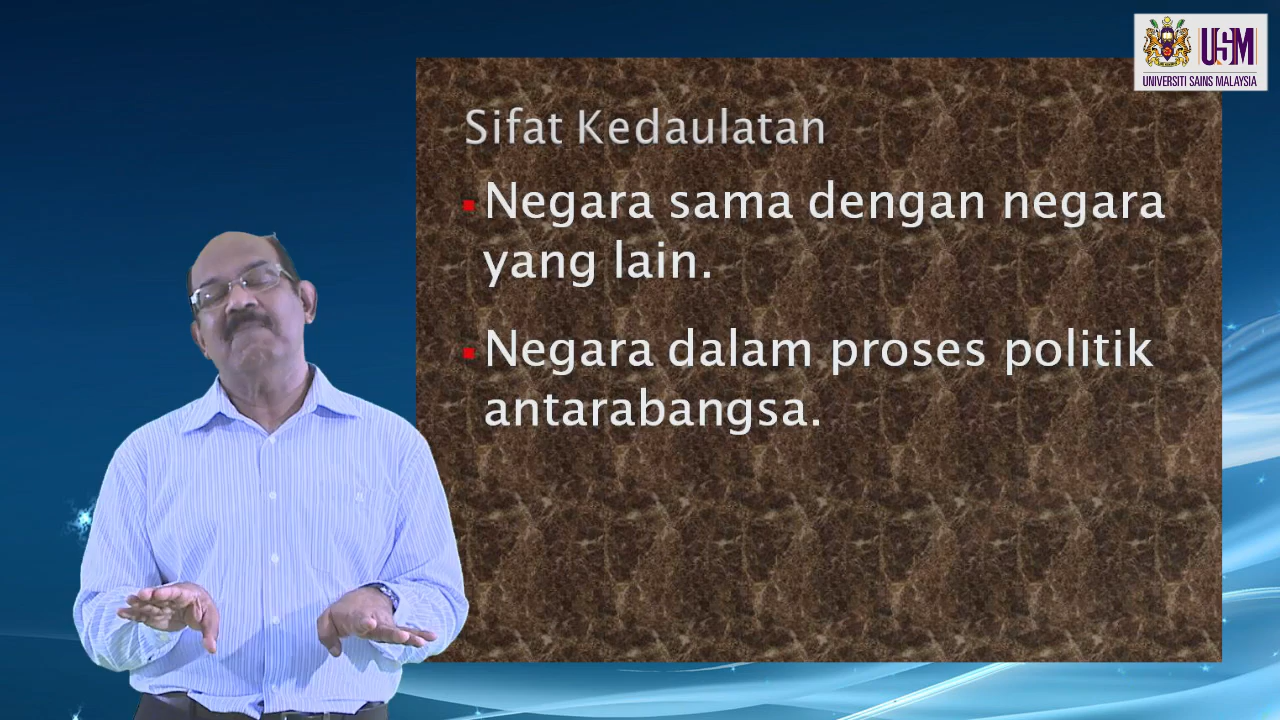 USM
UNIVERSITI SAINS MALAYSIA
Sifat Kedaulatan
Negara sama dengan negara
yang lain.
Negara dalam proses politik
antarabangsa.